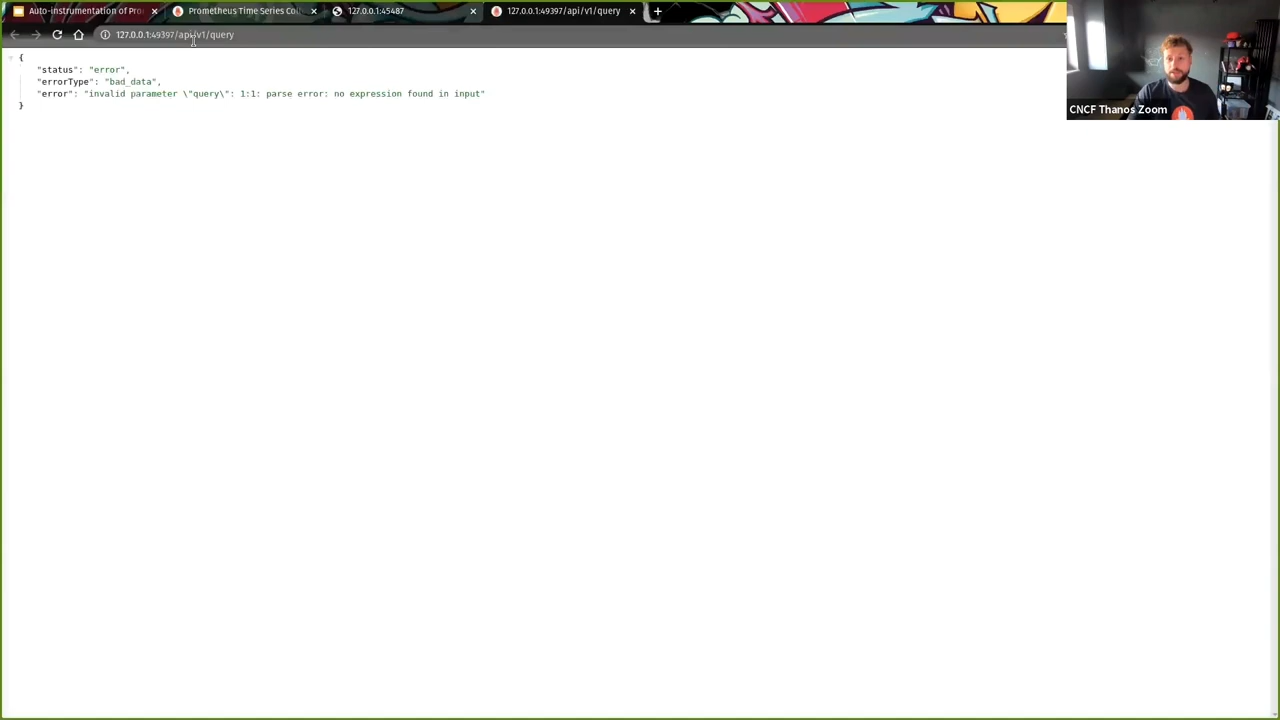 Auto-instrumentation of Pro
Prometheus Time Series Col
127.0.0.1:45487
127.0.0.1:49397/api/v1/query
127.0.0.1:49397/api/v1/query
{
"status": "error",
"errorType": "bad_data",
"error": "invalid parameter \"query\": 1:1: parse error: no expression found in input"
}
CNCF Thanos Zoom